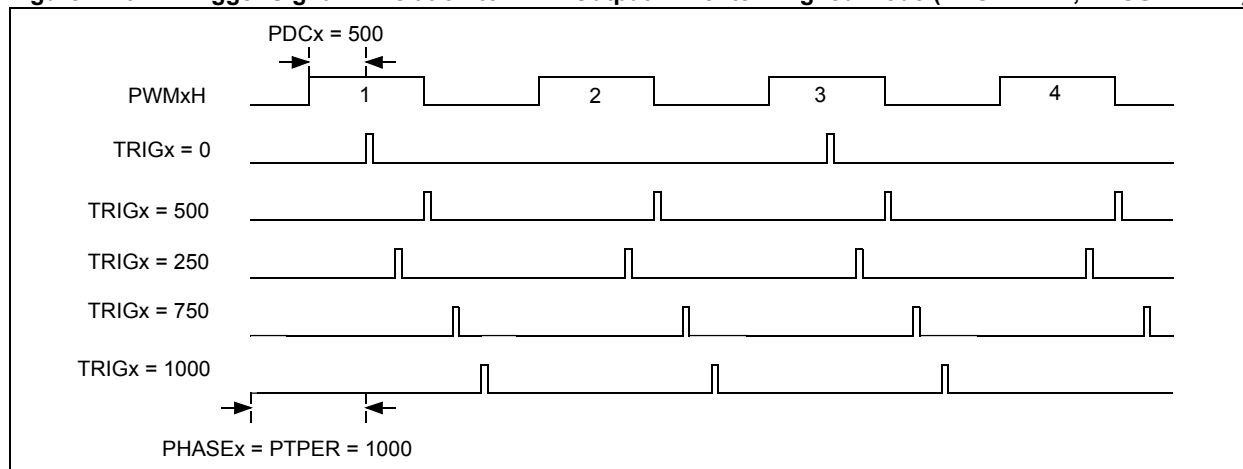 PDCx = 500
PWMxH
1
2
3
4
TRIGx = 0
TRIGx = 500
TRIGx = 250
TRIGx = 750
TRIGx = 1000
PHASEx = PTPER = 1000